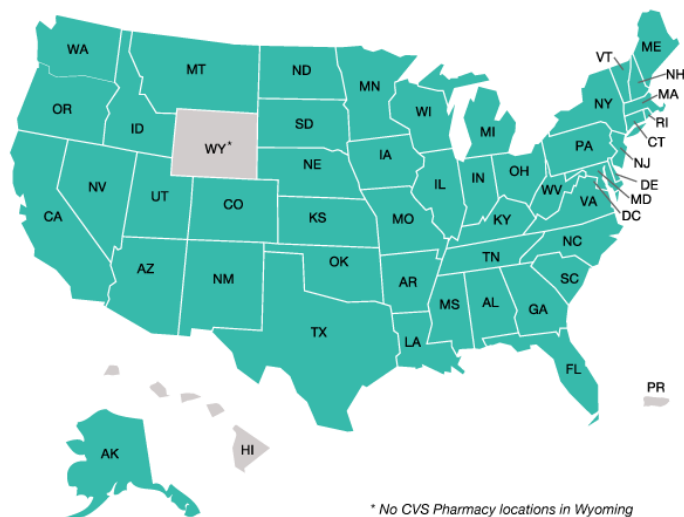 WA
MT
ND
MN
VT
ME
NH
MA
OR
ID
SD
WI
MI
NY
RI
CT
WY*
NE
IA
PA
NJ
NV
UT
CO
IL
IN
OH
WV
VA
DE
MD
DC
CA
KS
MO
KY
NC
AZ
NM
OK
AR
TN
SC
TX
MS
AL
GA
LA
FL
PR
AK
HI
* No CVS Pharmacy locations in Wyoming